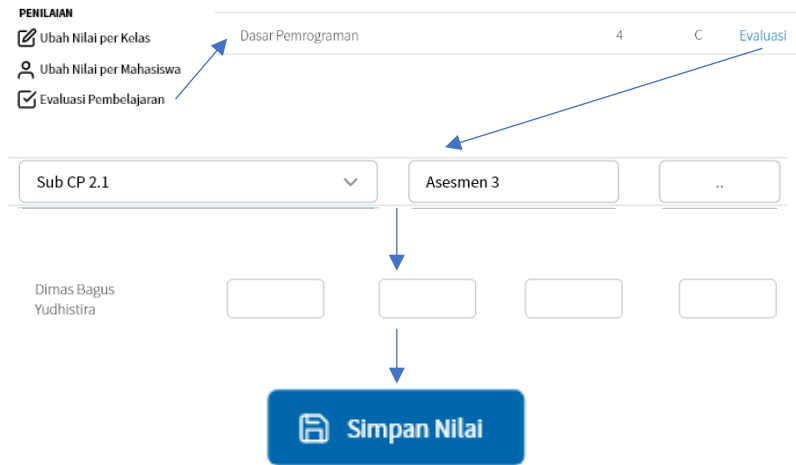 PENILAIAN
Ubah Nilai per Kelas
Ubah Nilai per Mahasiswa
Evaluasi Pembelajaran
Dasar Pemrograman 4 C Evaluasi
Sub CP 2.1 Asesmen 3 ..
Dimas Bagus
Yudhistira
Simpan Nilai